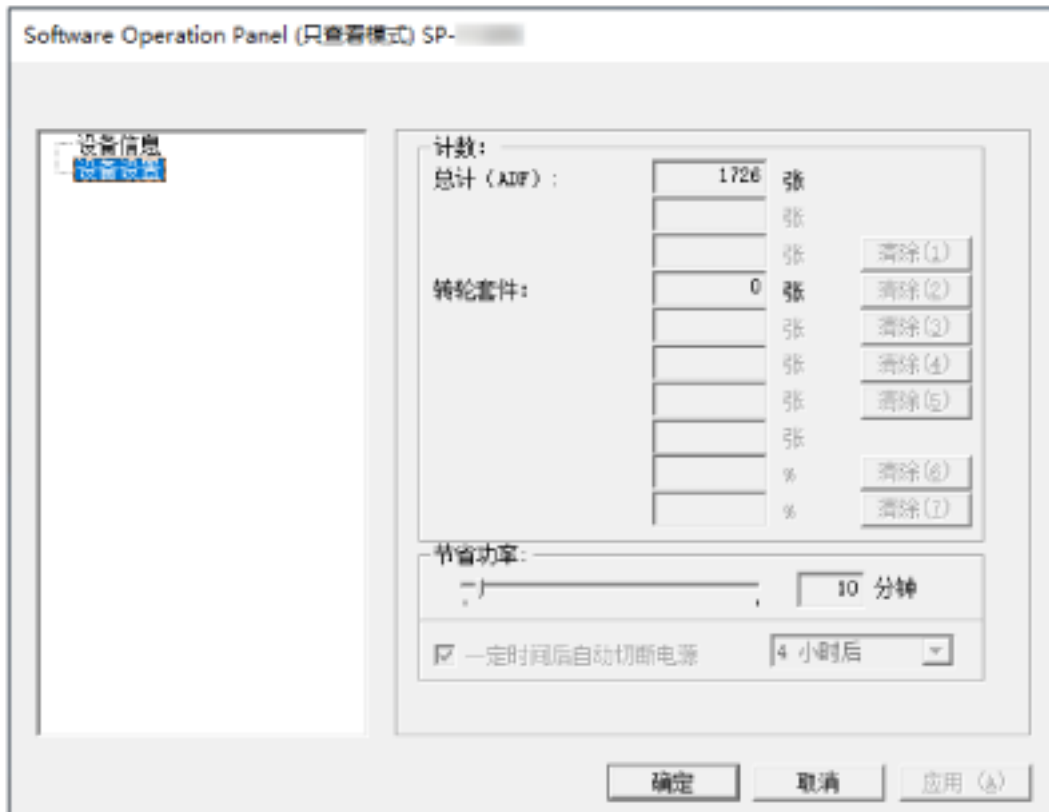 Software Operation Panel (只查看模式) SP-
设备信息
设备设置
计数:
总计 (ADF) : 1726 张
张
张 清除(1)
转轮套件: 0 张 清除(2)
张 清除(3)
张 清除(4)
张 清除(5)
张
% 清除(6)
% 清除(7)
节省功率:
10 分钟
一定时间后自动切断电源 4 小时后
确定 取消 应用 (A)